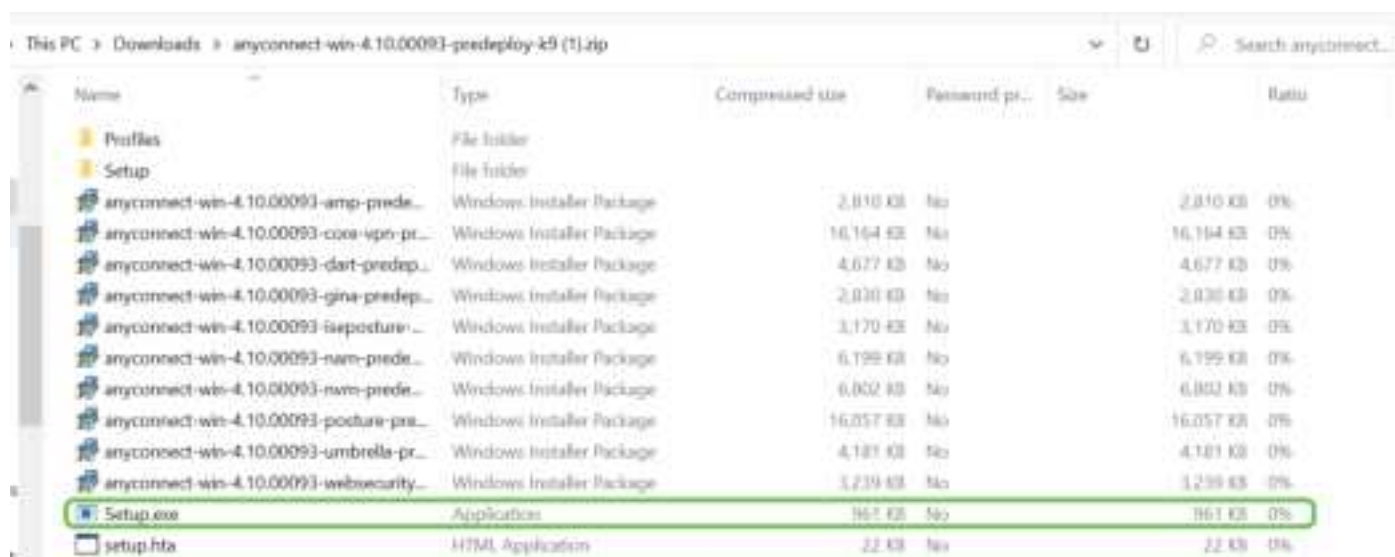 This PC > Downloads > anyconnect-win-4.10.00093-predeploy-k9 (1).zip Search anyconnect...
Name Type Compressed size Password pr... Size Ratio
Profiles File folder
Setup File folder
anyconnect-win-4.10.00093-amp-prede... Windows Installer Package 2,810 KB No 2,810 KB 0%
anyconnect-win-4.10.00093-core-vpn-pr... Windows Installer Package 16,164 KB No 16,164 KB 0%
anyconnect-win-4.10.00093-dart-predep... Windows Installer Package 4,677 KB No 4,677 KB 0%
anyconnect-win-4.10.00093-gina-predep... Windows Installer Package 2,830 KB No 2,830 KB 0%
anyconnect-win-4.10.00093-iseposture-... Windows Installer Package 3,170 KB No 3,170 KB 0%
anyconnect-win-4.10.00093-nam-prede... Windows Installer Package 6,199 KB No 6,199 KB 0%
anyconnect-win-4.10.00093-nvm-prede... Windows Installer Package 6,802 KB No 6,802 KB 0%
anyconnect-win-4.10.00093-posture-pre... Windows Installer Package 16,057 KB No 16,057 KB 0%
anyconnect-win-4.10.00093-umbrella-pr... Windows Installer Package 4,181 KB No 4,181 KB 0%
anyconnect-win-4.10.00093-websecurity... Windows Installer Package 3,239 KB No 3,239 KB 0%
Setup.exe Application 961 KB No 961 KB 0%
setup.hta HTML Application 22 KB No 22 KB 0%